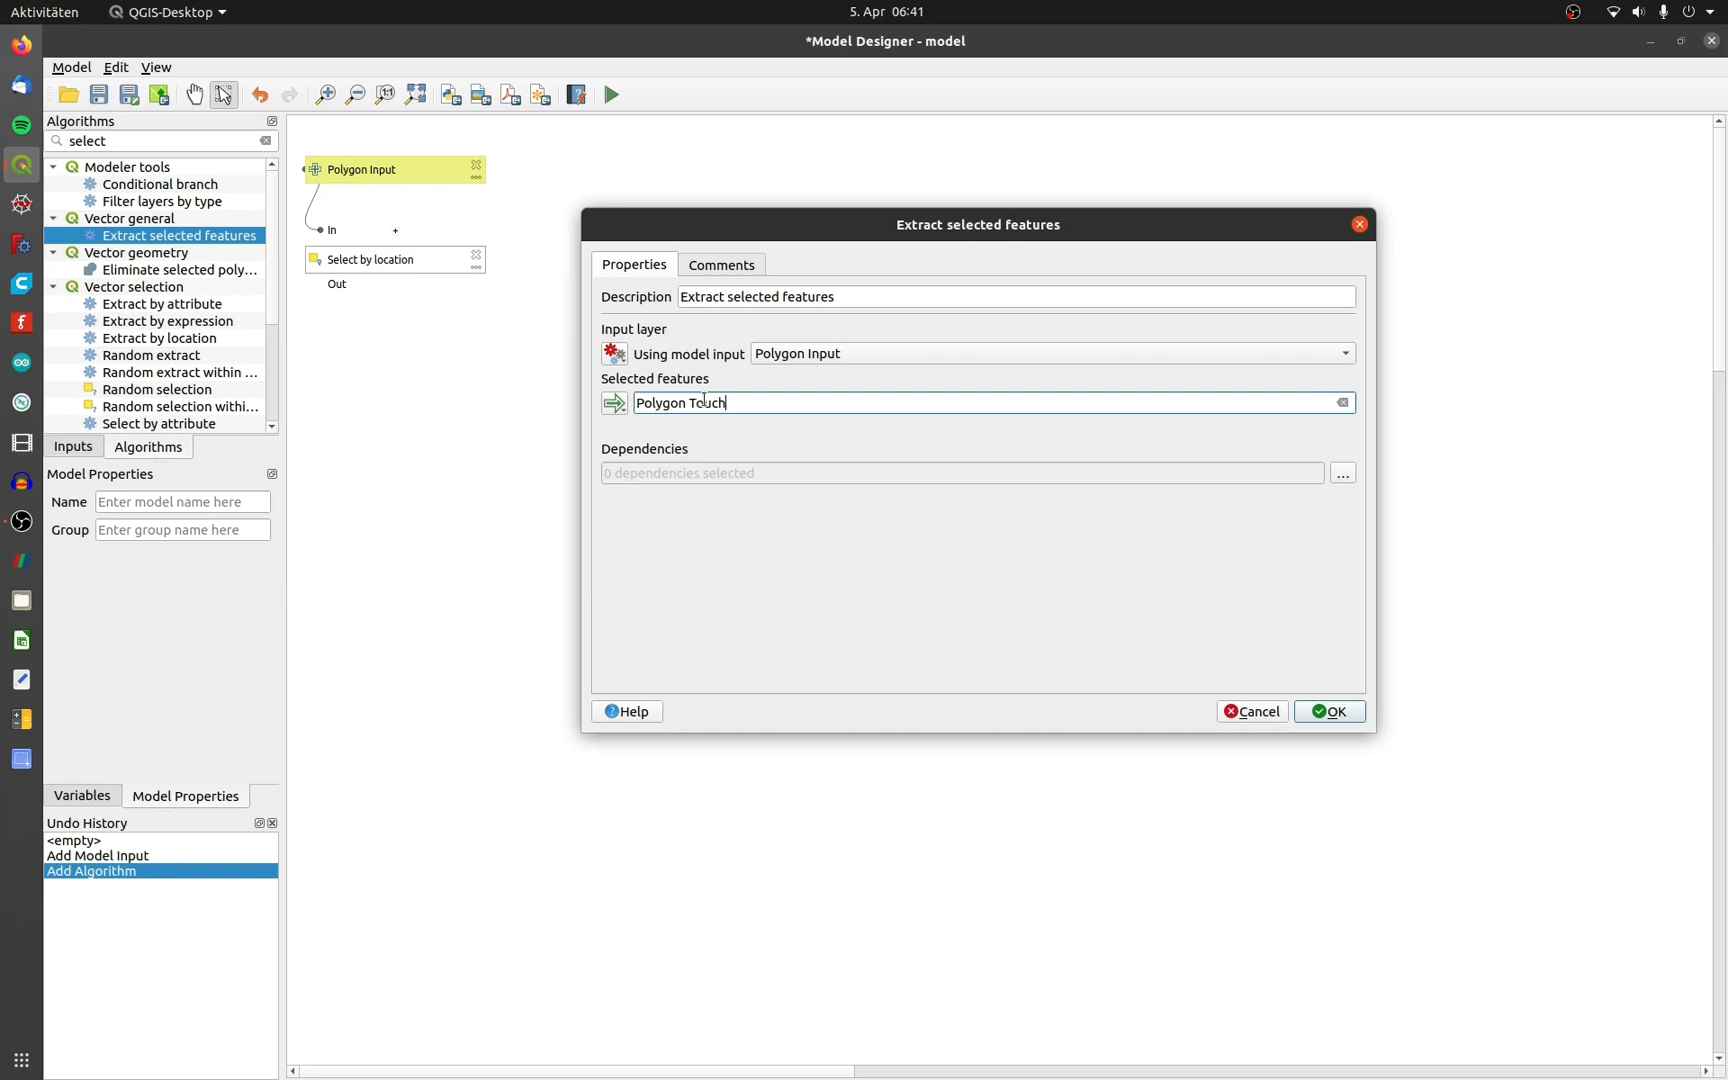 Aktivitäten QGIS-Desktop 5. Apr 06:41
*Model Designer - model
Model Edit View
Algorithms
select
Modeler tools
Conditional branch
Filter layers by type
Vector general
Extract selected features
Vector geometry
Eliminate selected poly...
Vector selection
Extract by attribute
Extract by expression
Extract by location
Random extract
Random extract within ...
Random selection
Random selection withi...
Select by attribute
Inputs Algorithms
Model Properties
Name Enter model name here
Group Enter group name here
Variables Model Properties
Undo History
<empty>
Add Model Input
Add Algorithm
Polygon Input
In +
Select by location
Out
Extract selected features
Properties Comments
Description Extract selected features
Input layer
Using model input Polygon Input
Selected features
Polygon Touch
Dependencies
0 dependencies selected ...
Help Cancel OK